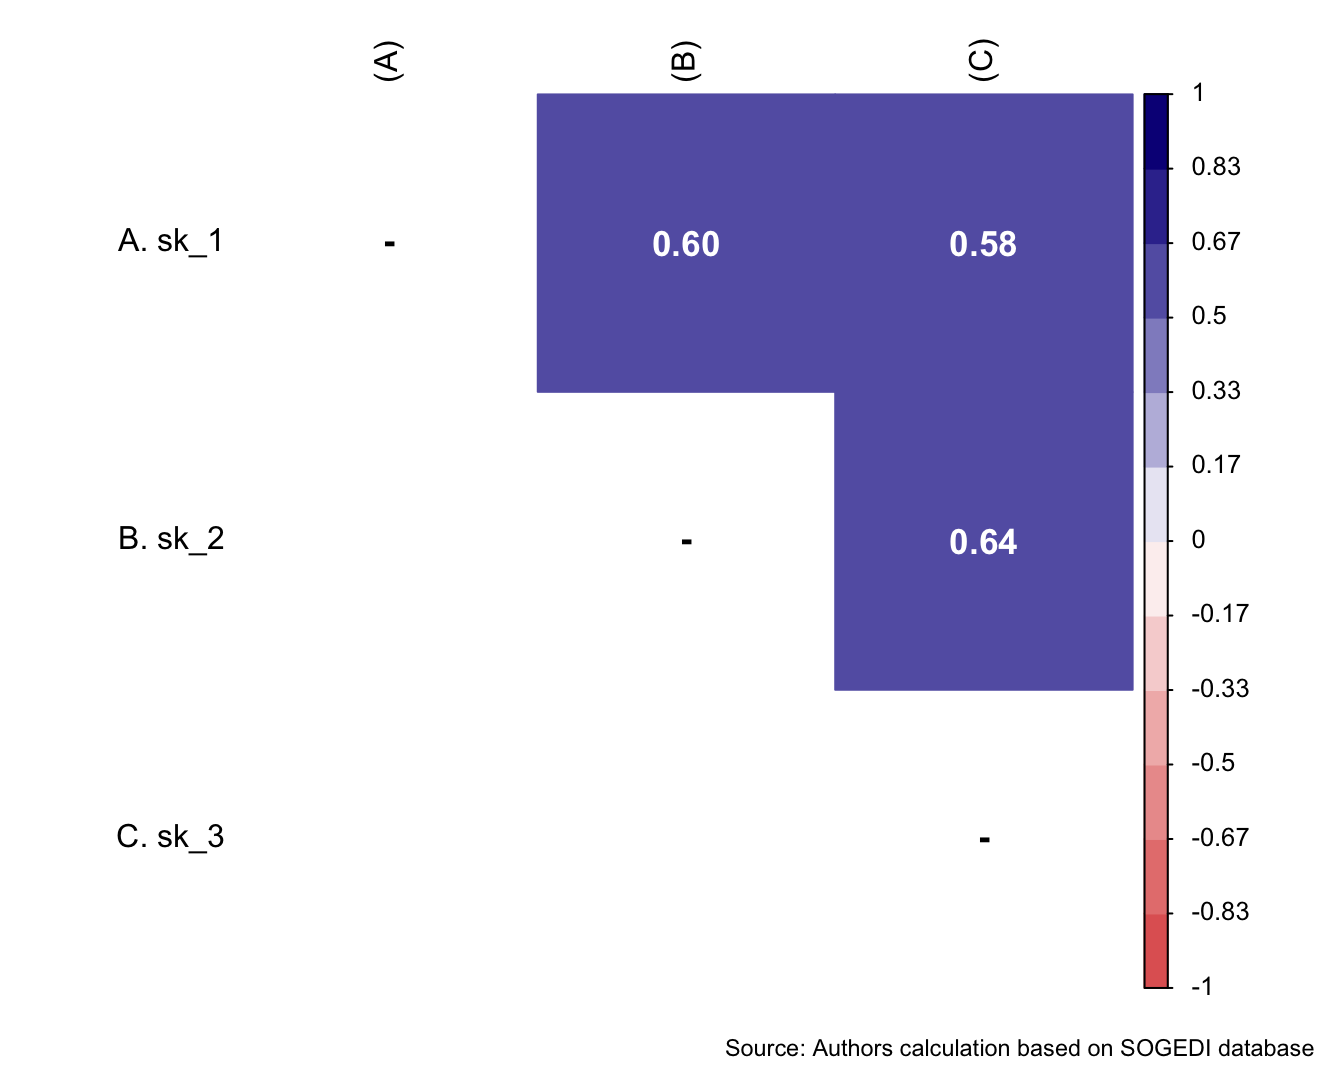 (A) (B) (C)
A. sk_1 - 0.60 0.58
B. sk_2 - 0.64
C. sk_3 -
1
0.83
0.67
0.5
0.33
0.17
0
-0.17
-0.33
-0.5
-0.67
-0.83
-1
Source: Authors calculation based on SOGEDI database